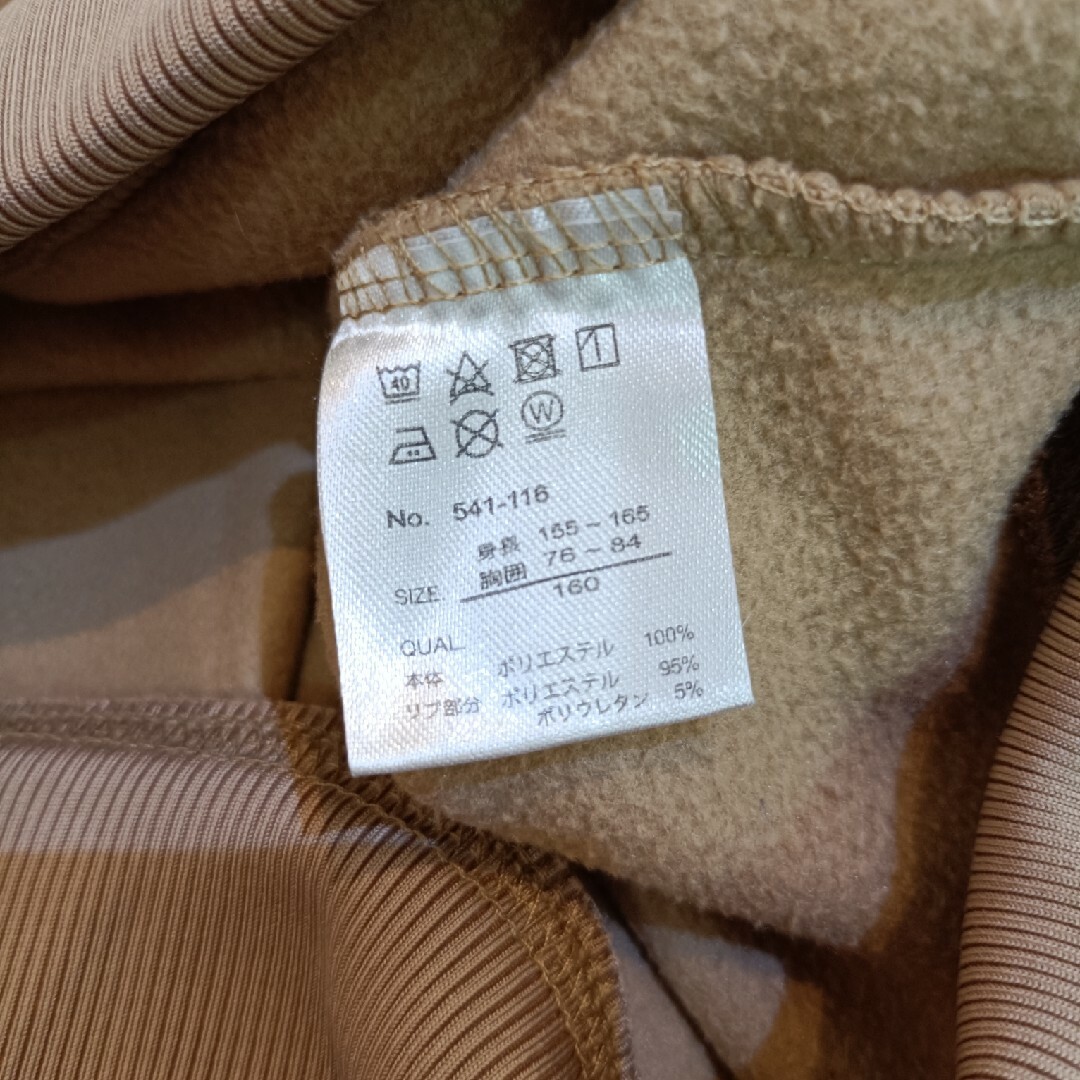 40
W
No. 541-116
身長 155~165
胸囲 76~84
SIZE 160
QUAL
本体 ポリエステル 100%
リブ部分 ポリエステル 95%
ポリウレタン 5%